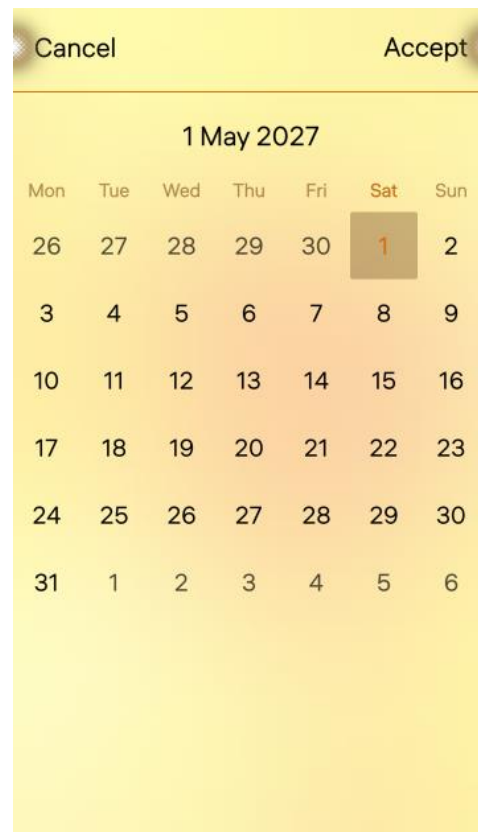 Cancel Accept
1 May 2027
Mon Tue Wed Thu Fri Sat Sun
26 27 28 29 30 1 2
3 4 5 6 7 8 9
10 11 12 13 14 15 16
17 18 19 20 21 22 23
24 25 26 27 28 29 30
31 1 2 3 4 5 6